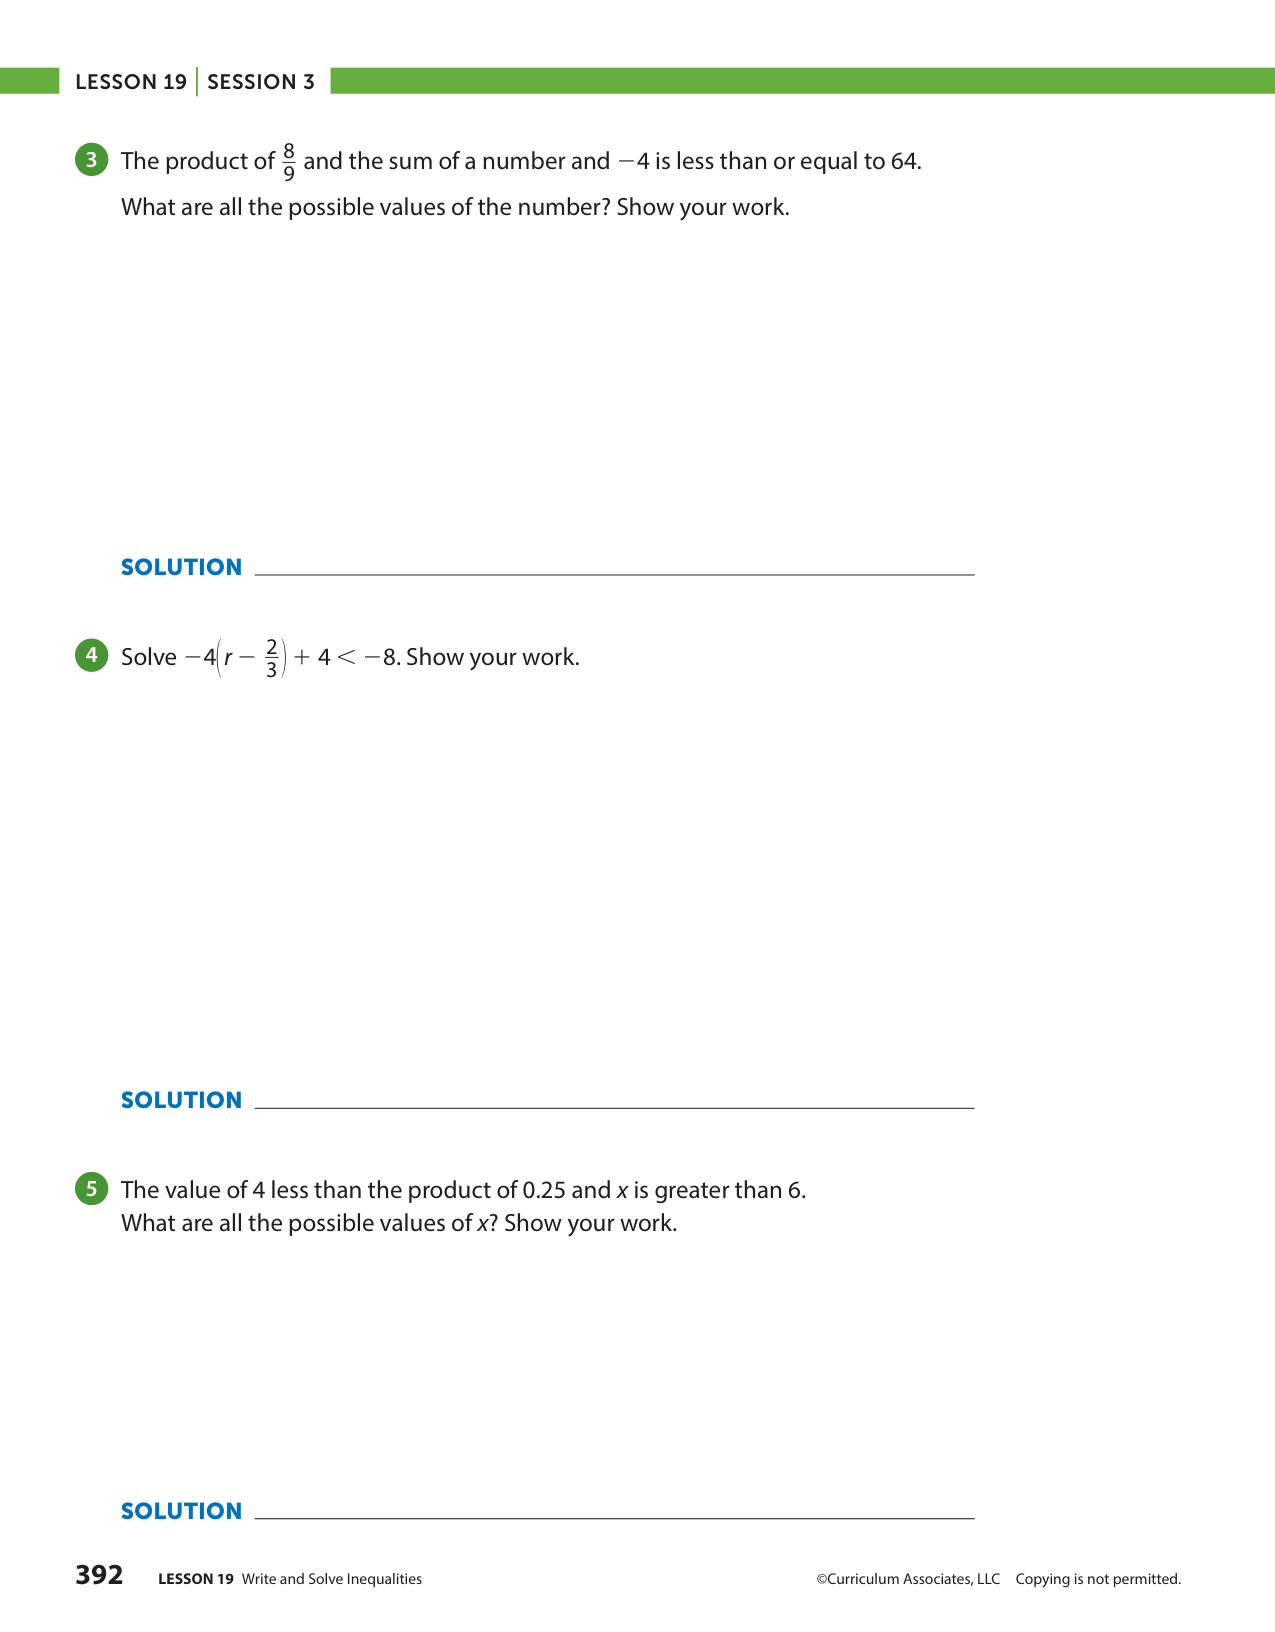 LESSON 19 | SESSION 3
3 The product of 8/9 and the sum of a number and −4 is less than or equal to 64.
What are all the possible values of the number? Show your work.
SOLUTION
4 Solve −4(r − 2/3) + 4 < −8. Show your work.
SOLUTION
5 The value of 4 less than the product of 0.25 and x is greater than 6.
What are all the possible values of x? Show your work.
SOLUTION
392 LESSON 19 Write and Solve Inequalities ©Curriculum Associates, LLC Copying is not permitted.